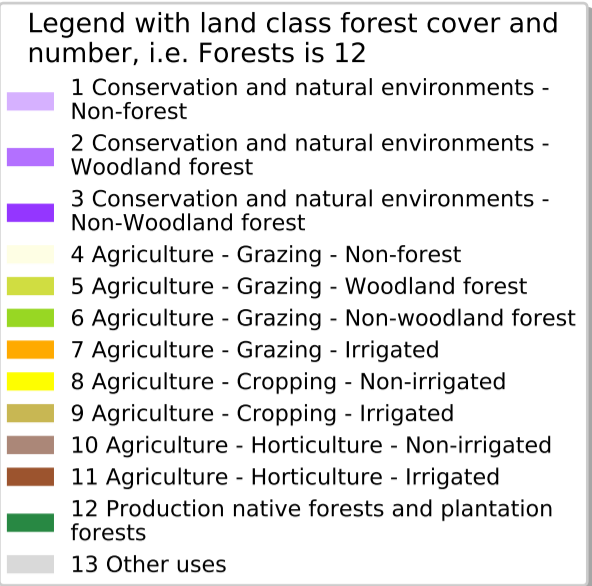 Legend with land class forest cover and
number, i.e. Forests is 12
1 Conservation and natural environments -
Non-forest
2 Conservation and natural environments -
Woodland forest
3 Conservation and natural environments -
Non-Woodland forest
4 Agriculture - Grazing - Non-forest
5 Agriculture - Grazing - Woodland forest
6 Agriculture - Grazing - Non-woodland forest
7 Agriculture - Grazing - Irrigated
8 Agriculture - Cropping - Non-irrigated
9 Agriculture - Cropping - Irrigated
10 Agriculture - Horticulture - Non-irrigated
11 Agriculture - Horticulture - Irrigated
12 Production native forests and plantation
forests
13 Other uses